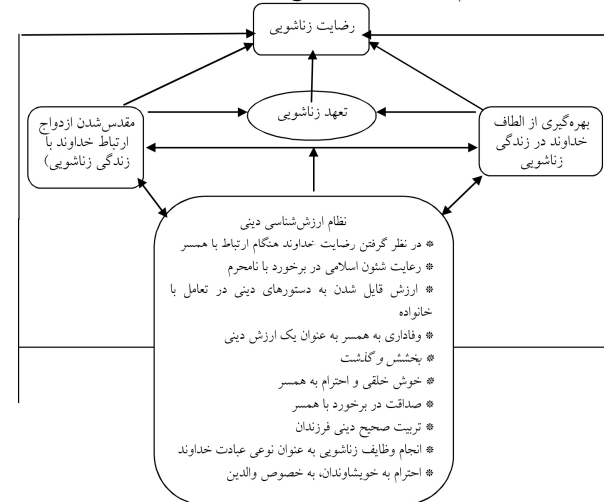 رضایت زناشویی
تعهد زناشویی
مقدس‌شدن ازدواج
ارتباط خداوند با
زندگی زناشویی)
بهره‌گیری از الطاف
خداوند در زندگی
زناشویی
نظام ارزش‌شناسی دینی
* در نظر گرفتن رضایت خداوند هنگام ارتباط با همسر
* رعایت شئون اسلامی در برخورد با نامحرم
* ارزش قایل شدن به دستورهای دینی در تعامل با
خانواده
* وفاداری به همسر به عنوان یک ارزش دینی
* بخشش و گذشت
* خوش خلقی و احترام به همسر
* صداقت در برخورد با همسر
* تربیت صحیح دینی فرزندان
* انجام وظایف زناشویی به عنوان نوعی عبادت خداوند
* احترام به خویشاوندان، به خصوص والدین